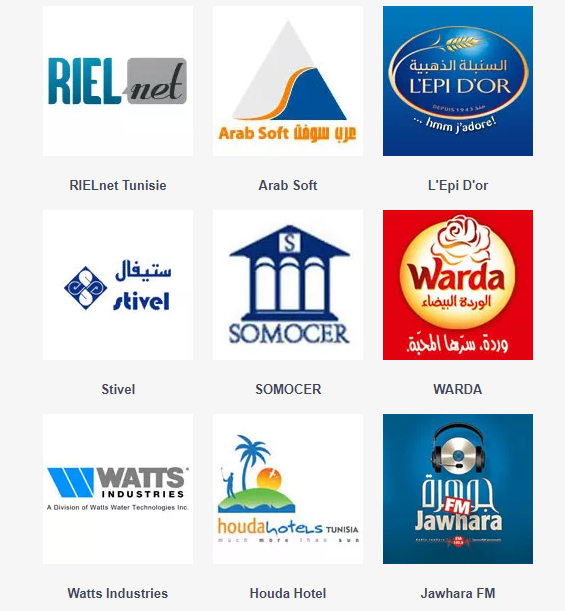 RIELnet
Arab Soft عرب سوفت
السنبلة الذهبية
L'EPI D'OR
DEPUIS 1943 منذ
... hmm j'adore!
RIELnet Tunisie
Arab Soft
L'Epi D'or
ستيفال
stivel
S
SOMOCER
Warda
الوردة البيضاء
وردة، سرّها المحبّة.
Stivel
SOMOCER
WARDA
WATTS
INDUSTRIES
A Division of Watts Water Technologies Inc.
houda hotels TUNISIA
much more than sun
جوهرة
FM
Jawhara
Watts Industries
Houda Hotel
Jawhara FM